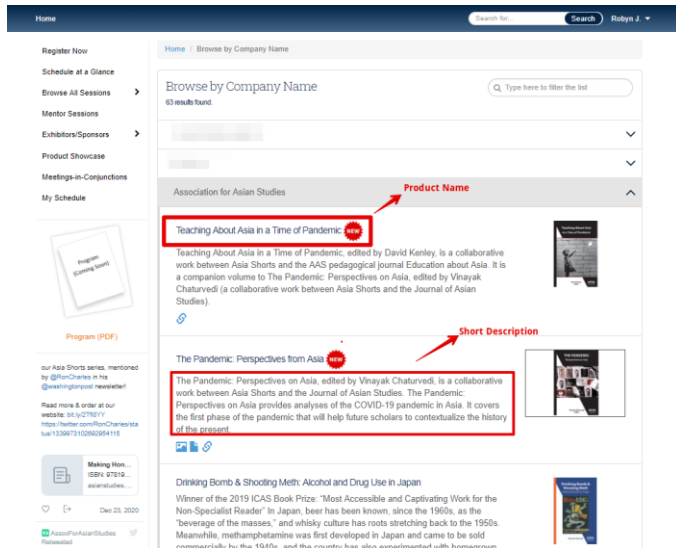 Home
Search for...
Search
Robyn J.
Register Now
Schedule at a Glance
Browse All Sessions
Mentor Sessions
Exhibitors/Sponsors
Product Showcase
Meetings-in-Conjunctions
My Schedule
Program
(Coming Soon)
Program (PDF)
our Asia Shorts series, mentioned
by @RonCharles in his
@washingtonpost newsletter!
Read more & order at our
https://twitter.com/RonCharles/sta
tus/1339973102692954115
Making Hon...
ISBN: 97819...
asianstudies...
Dec 23, 2020
AssocForAsianStudies
Retweeted
Home / Browse by Company Name
Browse by Company Name
63 results found.
Type here to filter the list
Association for Asian Studies
Product Name
Teaching About Asia in a Time of Pandemic NEW
Teaching About Asia in a Time of Pandemic, edited by David Kenley, is a collaborative
work between Asia Shorts and the AAS pedagogical journal Education about Asia. It is
a companion volume to The Pandemic: Perspectives on Asia, edited by Vinayak
Chaturvedi (a collaborative work between Asia Shorts and the Journal of Asian
Studies).
Short Description
The Pandemic: Perspectives from Asia NEW
The Pandemic: Perspectives on Asia, edited by Vinayak Chaturvedi, is a collaborative
work between Asia Shorts and the Journal of Asian Studies. The Pandemic:
Perspectives on Asia provides analyses of the COVID-19 pandemic in Asia. It covers
the first phase of the pandemic that will help future scholars to contextualize the history
of the present.
Drinking Bomb & Shooting Meth: Alcohol and Drug Use in Japan
Winner of the 2019 ICAS Book Prize: “Most Accessible and Captivating Work for the
Non-Specialist Reader” In Japan, beer has been known, since the 1960s, as the
“beverage of the masses,” and whisky culture has roots stretching back to the 1950s.
Meanwhile, methamphetamine was first developed in Japan and came to be sold
commercially by the 1940s, and the country has also experimented with homegrown